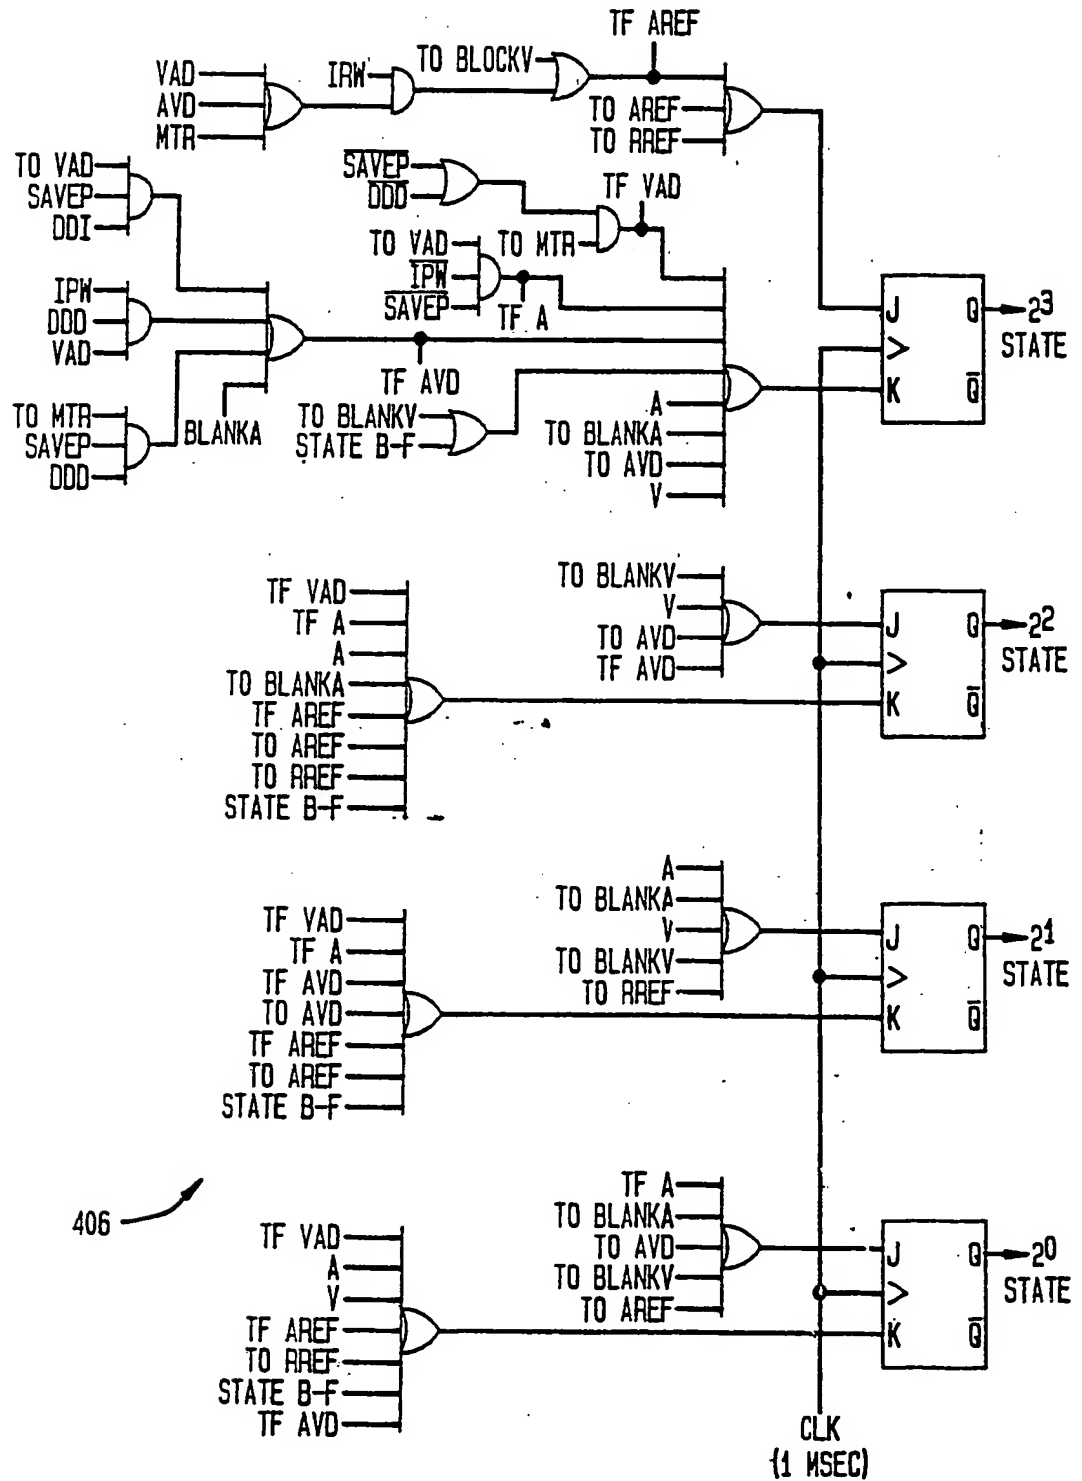 TF AREF
TO BLOCKV
VAD
IRW
AVD
TO AREF
MTR
TO RREF
TO VAD
SAVEP
DDI
SAVEP
DDD
TF VAD
TO MTR
TO VAD
IPW
SAVEP
TF A
IPW
DDD
VAD
TF AVD
TO MTR
SAVEP
DDD
BLANKA
TO BLANKV
STATE B-F
A
TO BLANKA
TO AVD
V
J Q 2³
STATE
>
K Q̅
TF VAD
TF A
A
TO BLANKA
TF AREF
TO AREF
TO RREF
STATE B-F
TO BLANKV
V
TO AVD
TF AVD
J Q 2²
STATE
>
K Q̅
TF VAD
TF A
TF AVD
TO AVD
TF AREF
TO AREF
STATE B-F
A
TO BLANKA
V
TO BLANKV
TO RREF
J Q 2¹
STATE
>
K Q̅
406
TF VAD
A
V
TF AREF
TO RREF
STATE B-F
TF AVD
TF A
TO BLANKA
TO AVD
TO BLANKV
TO AREF
J Q 2⁰
STATE
>
K Q̅
CLK
(1 MSEC)